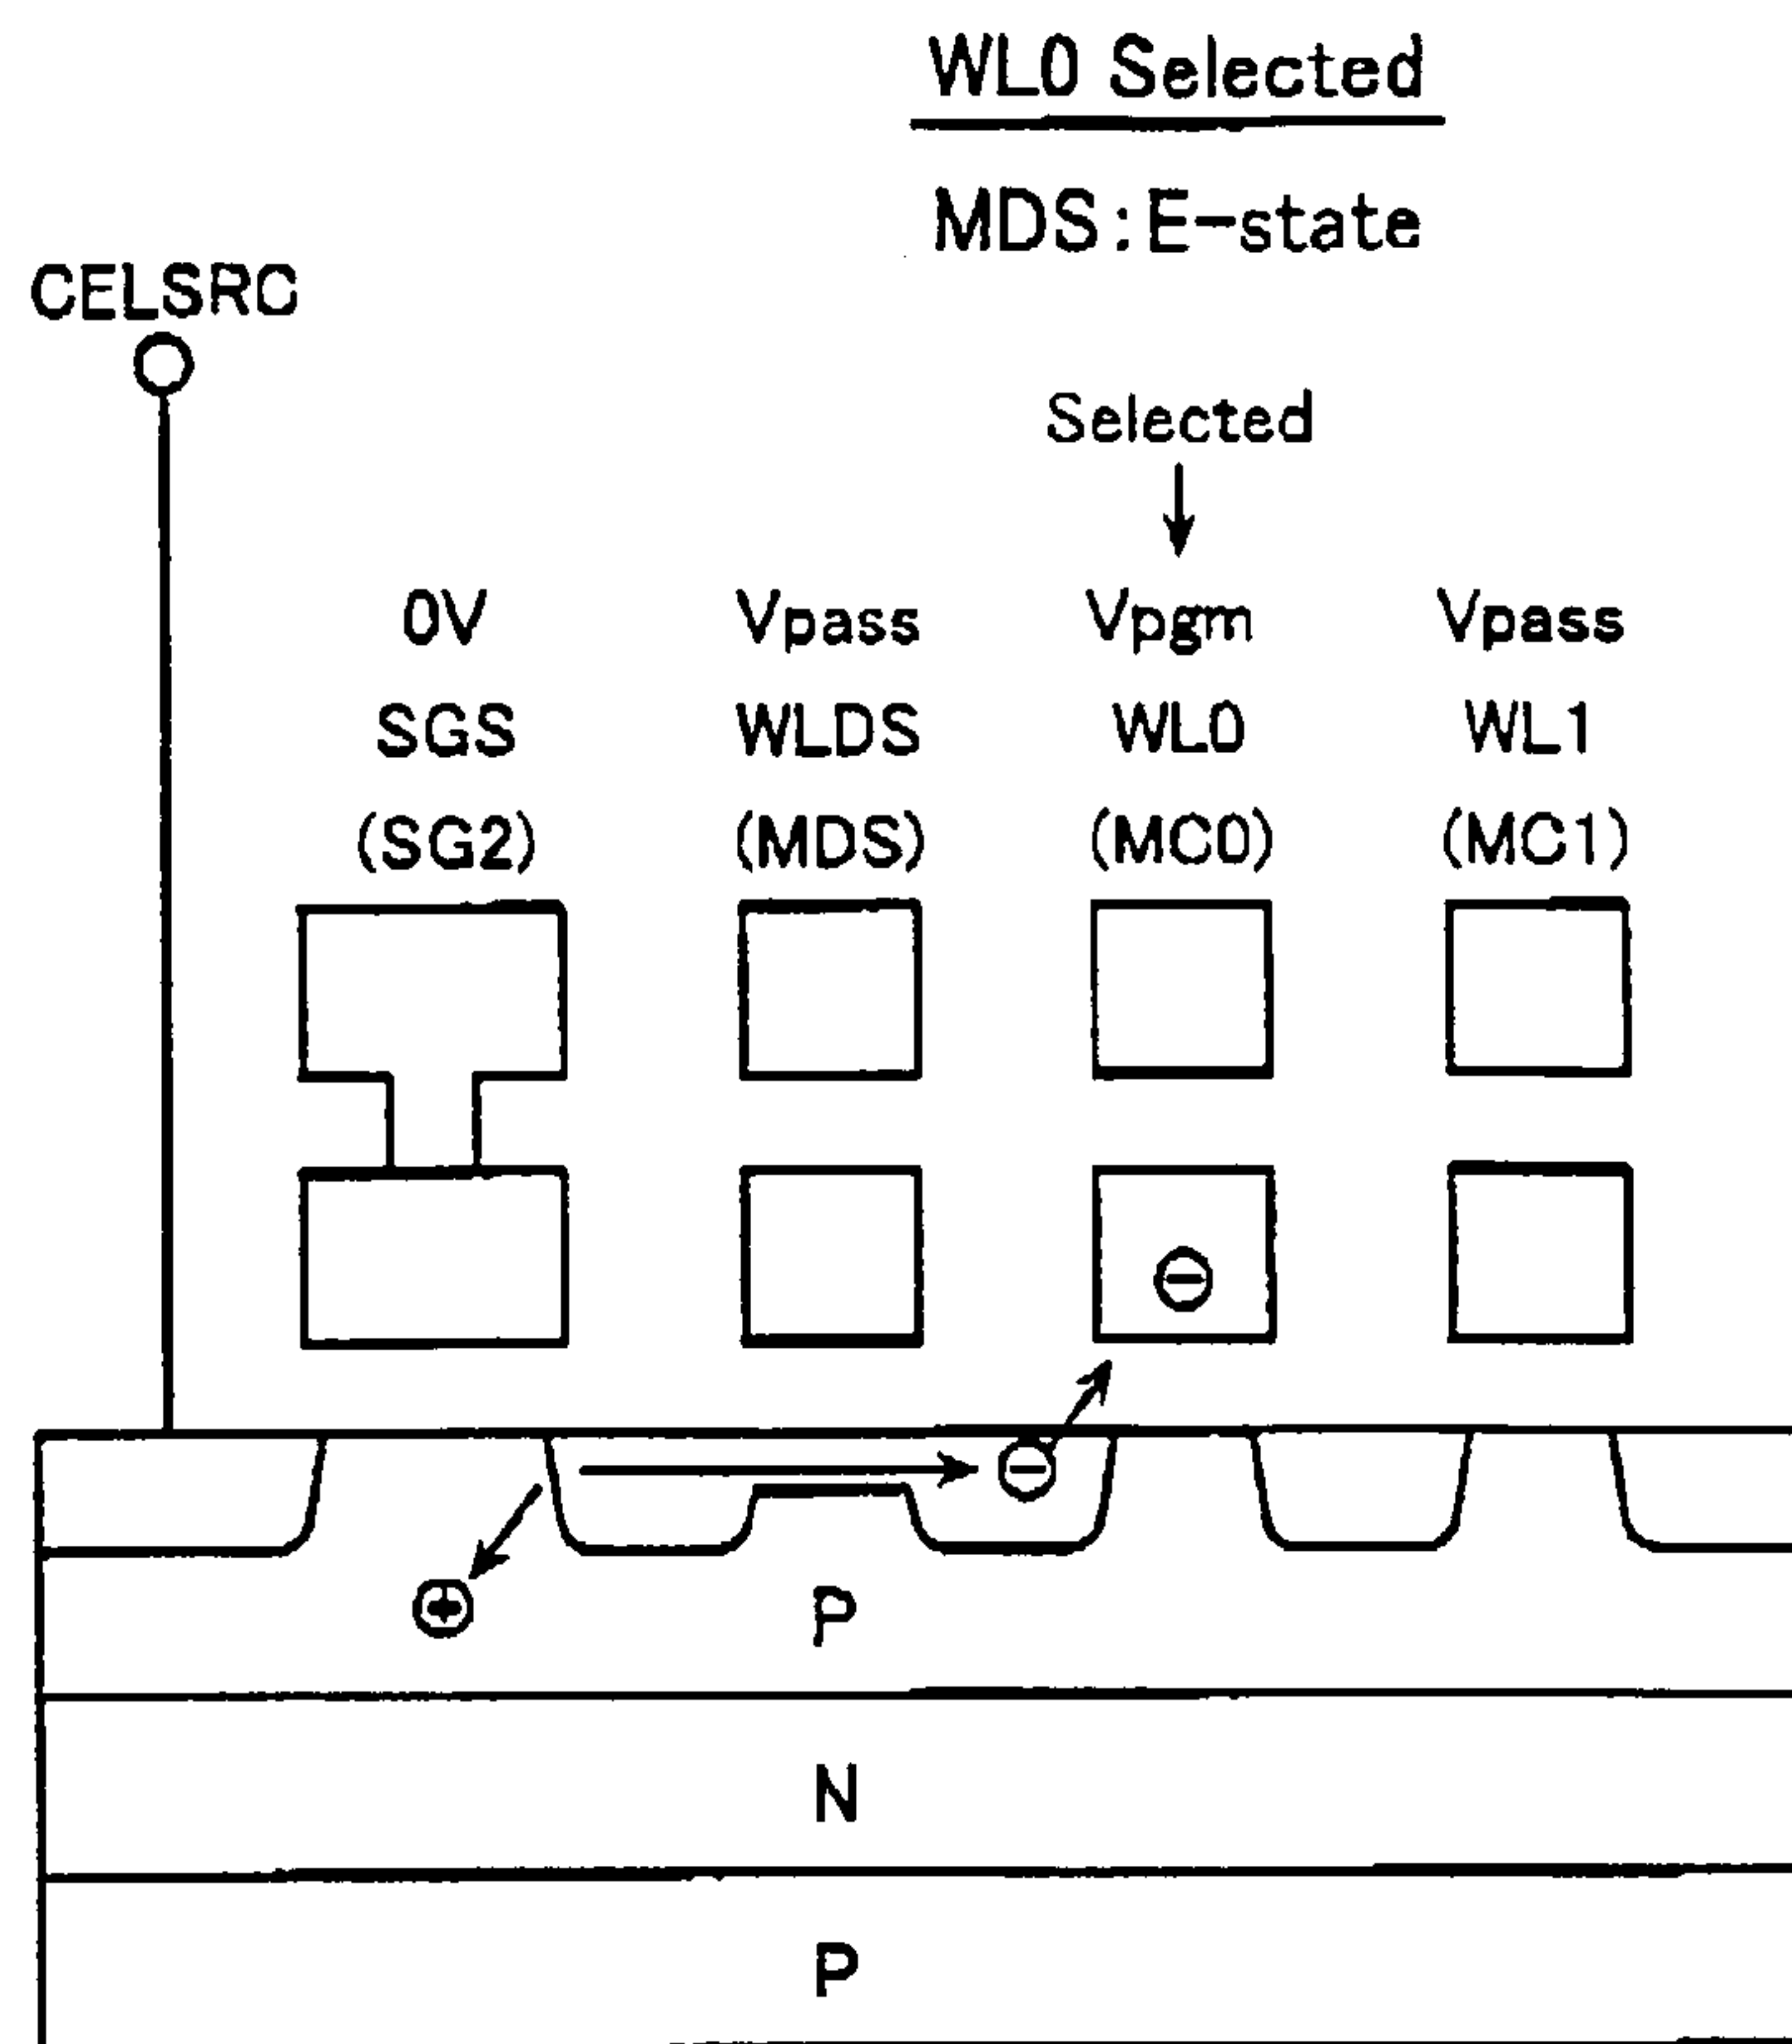 WL0 Selected
MDS:E-state
CELSRC
Selected
0V Vpass Vpgm Vpass
SGS WLDS WL0 WL1
(SG2) (MDS) (MC0) (MC1)
P
N
P